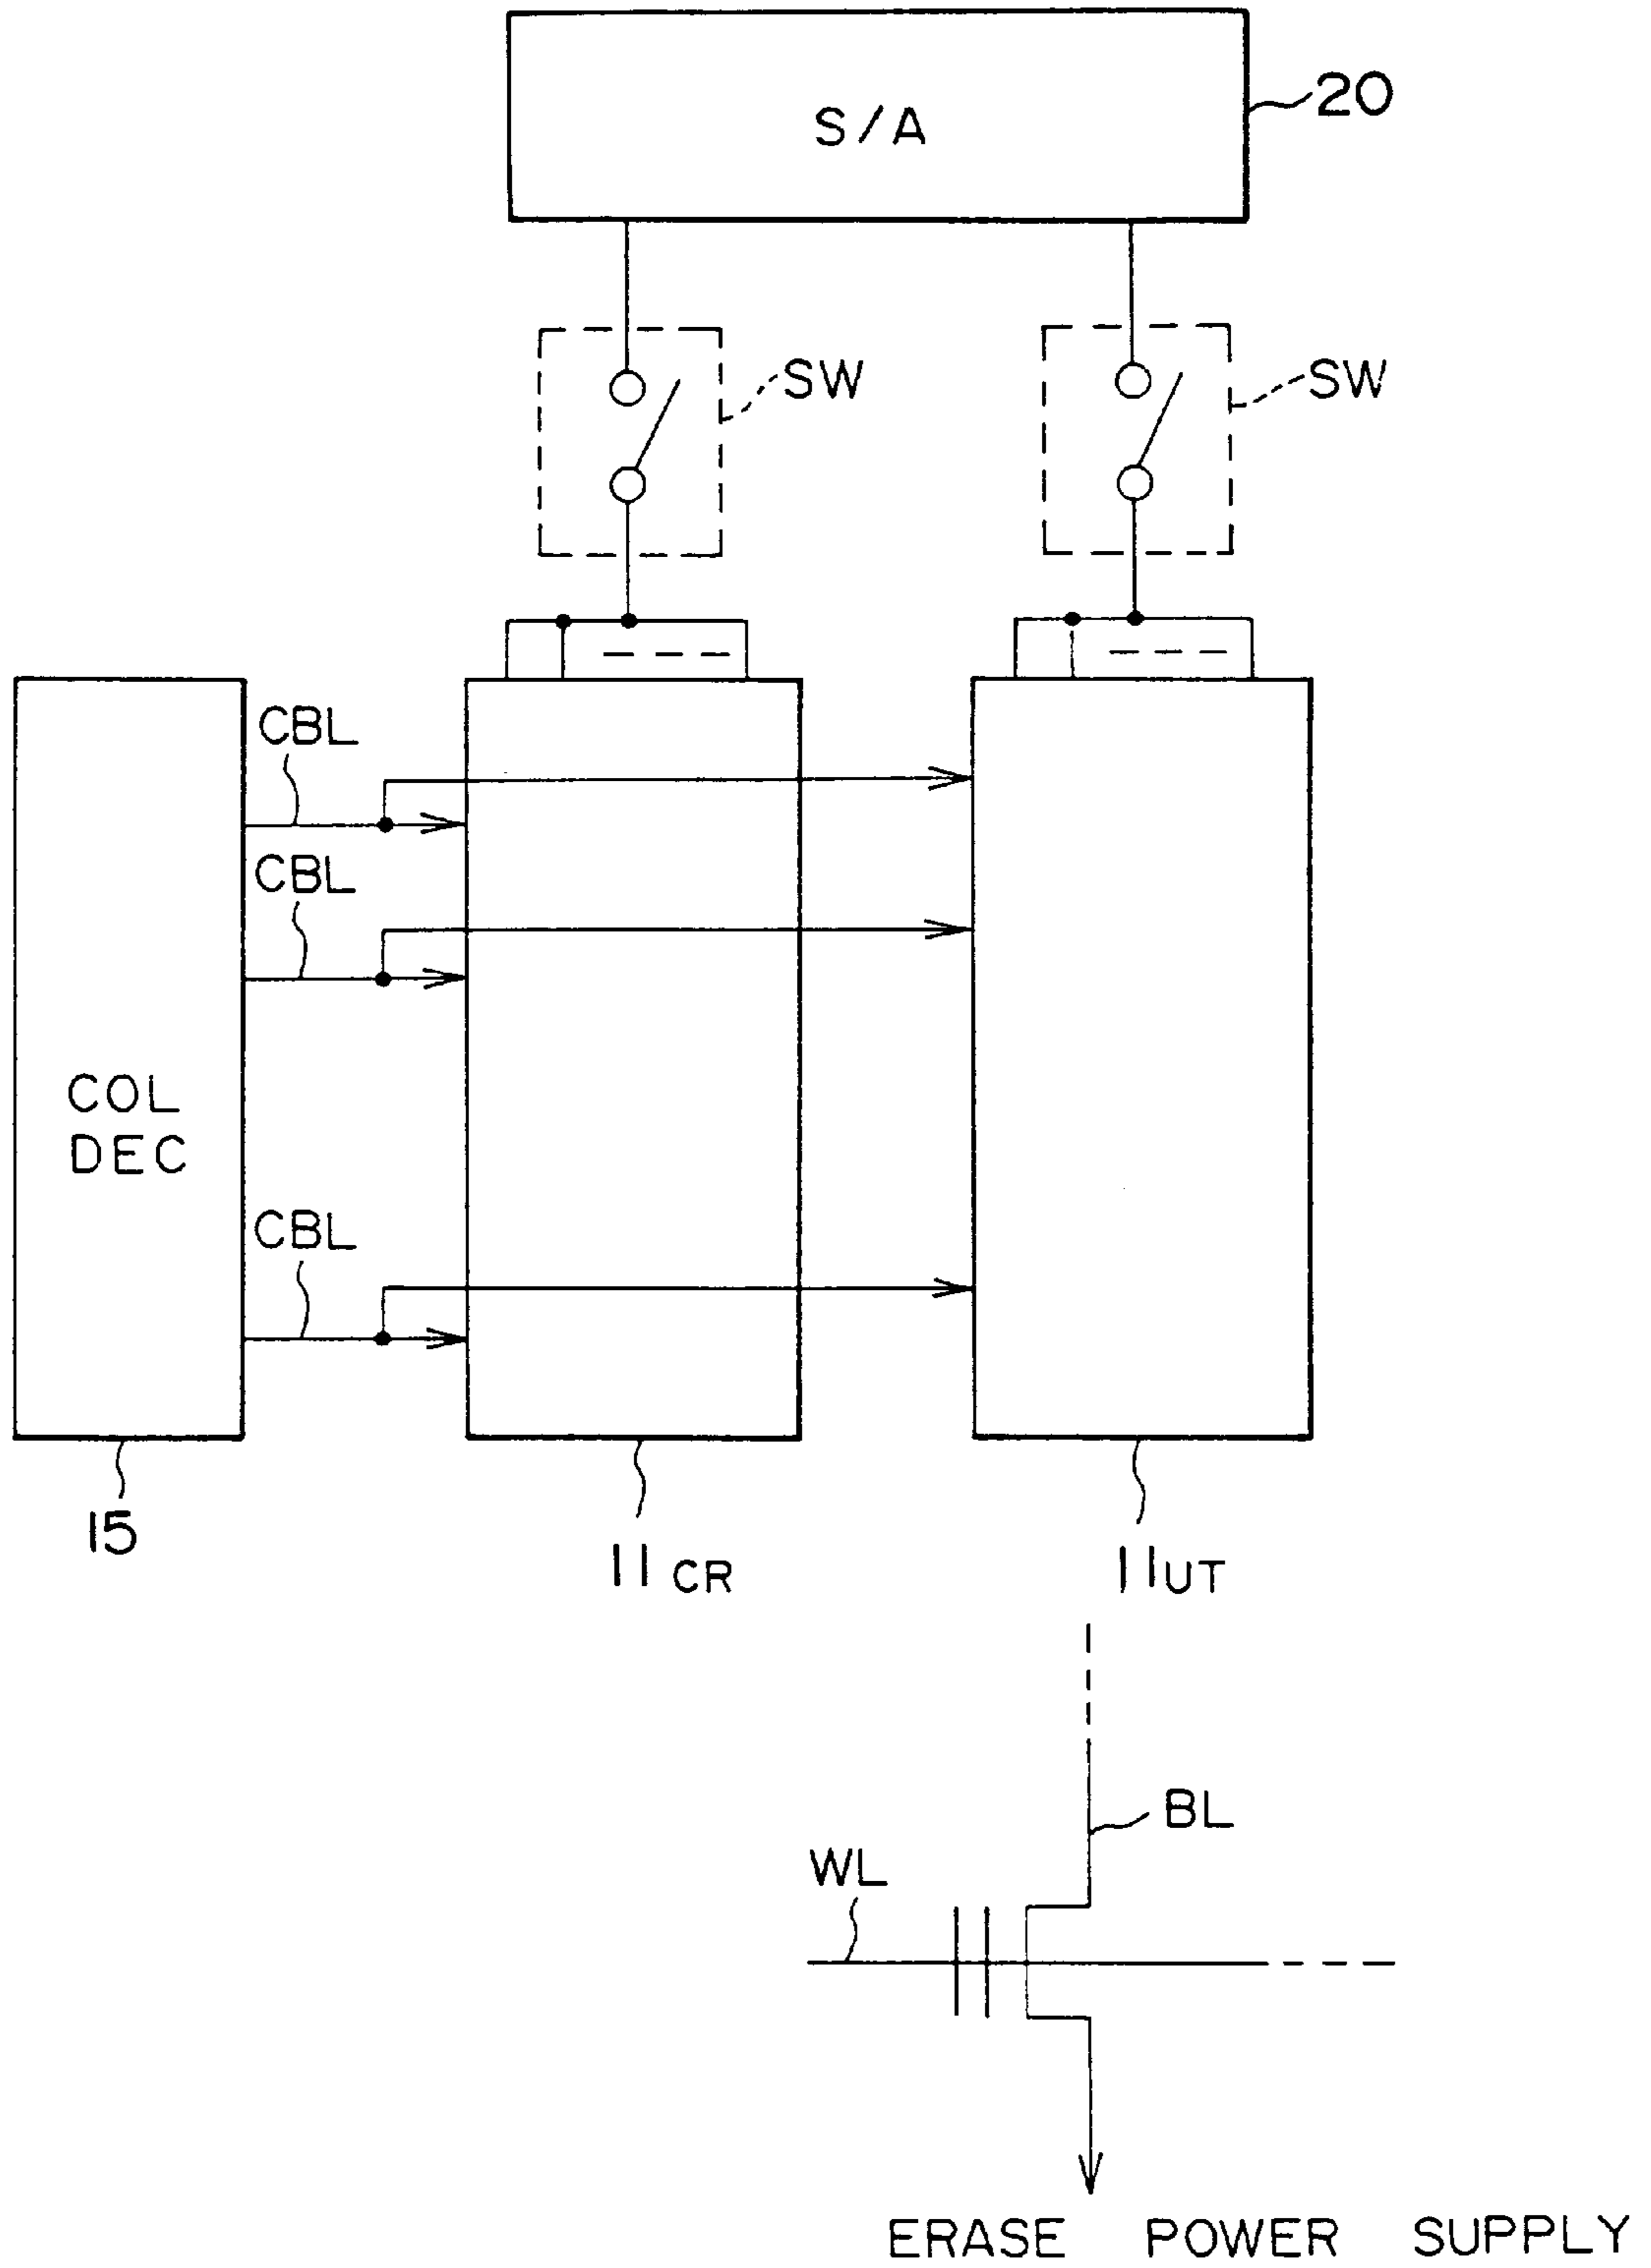 S/A
20
SW
SW
CBL
CBL
COL
DEC
CBL
15
11CR
11UT
BL
WL
ERASE POWER SUPPLY